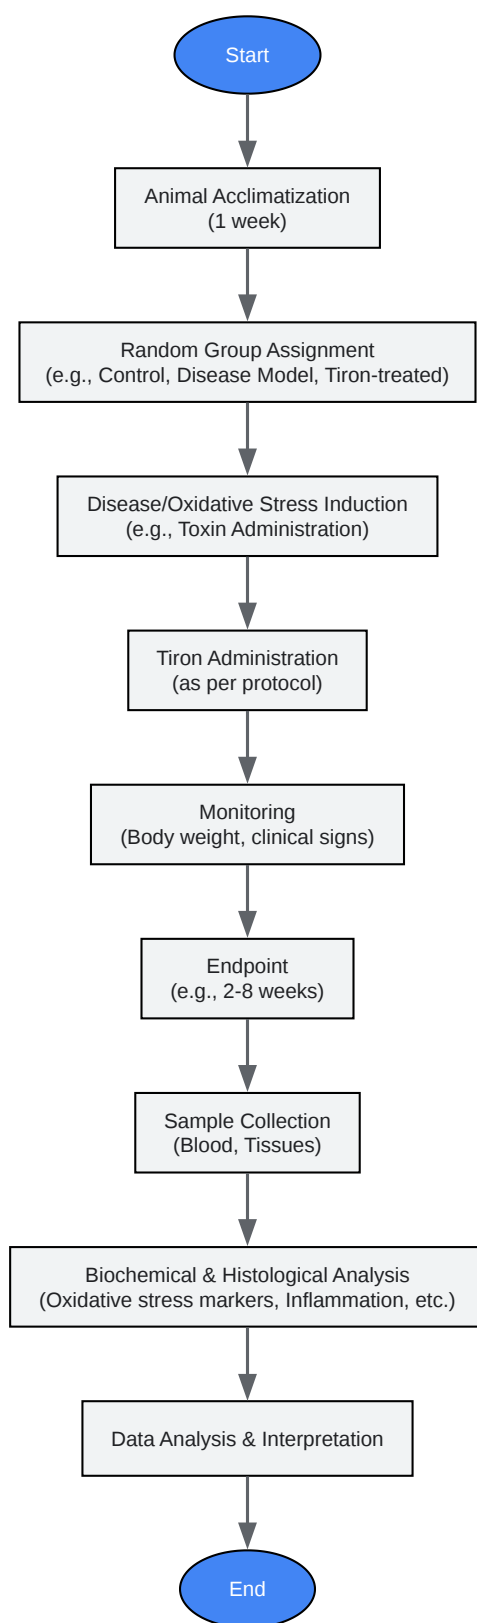 Start
Animal Acclimatization
(1 week)
Random Group Assignment
(e.g., Control, Disease Model, Tiron-treated)
Disease/Oxidative Stress Induction
(e.g., Toxin Administration)
Tiron Administration
(as per protocol)
Monitoring
(Body weight, clinical signs)
Endpoint
(e.g., 2-8 weeks)
Sample Collection
(Blood, Tissues)
Biochemical & Histological Analysis
(Oxidative stress markers, Inflammation, etc.)
Data Analysis & Interpretation
End